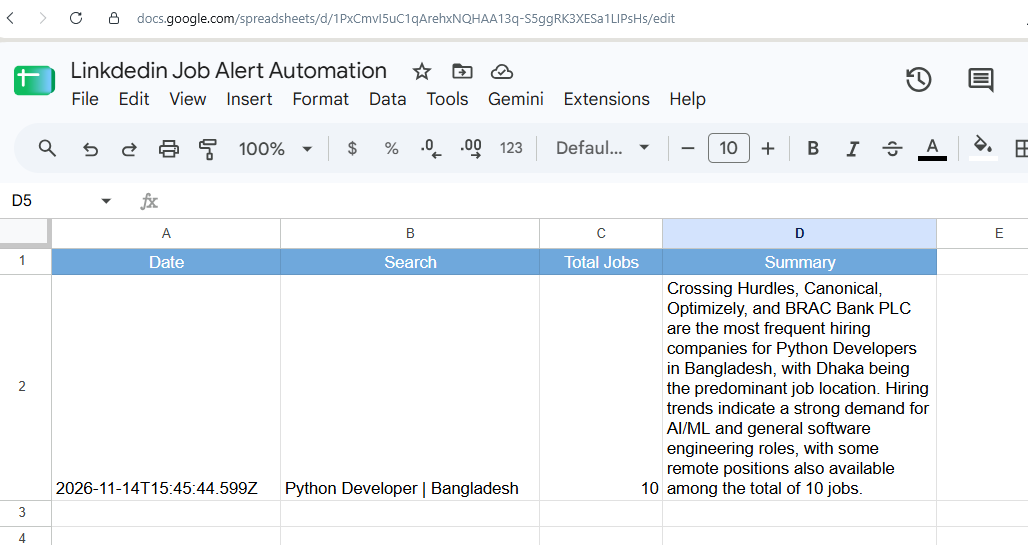 docs.google.com/spreadsheets/d/1PxCmvI5uC1qArehxNQHAA13q-S5ggRK3XESa1LIPsHs/edit
Linkdedin Job Alert Automation
File Edit View Insert Format Data Tools Gemini Extensions Help
100% $ % .0 .00 123 Defaul... 10 B I S A
D5 fx
A B C D E
1 Date Search Total Jobs Summary
Crossing Hurdles, Canonical,
Optimizely, and BRAC Bank PLC
are the most frequent hiring
companies for Python Developers
in Bangladesh, with Dhaka being
the predominant job location. Hiring
2 trends indicate a strong demand for
AI/ML and general software
engineering roles, with some
remote positions also available
2026-11-14T15:45:44.599Z Python Developer | Bangladesh 10 among the total of 10 jobs.
3
4